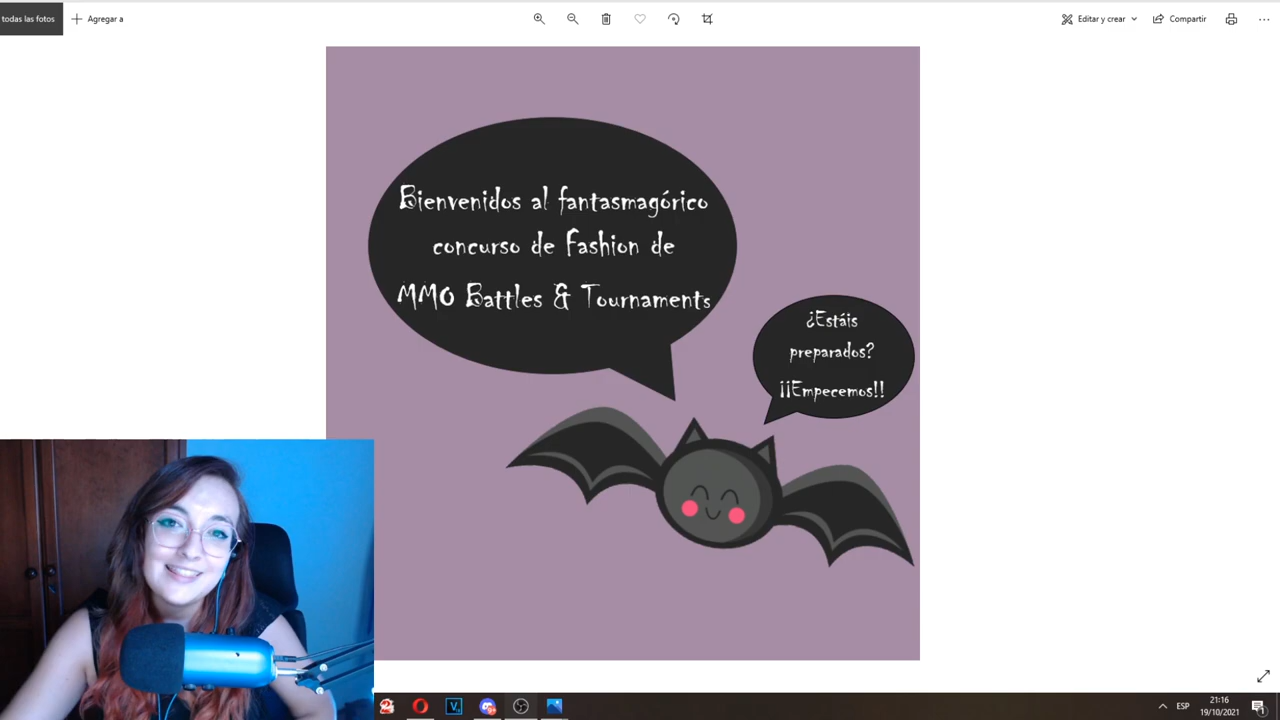 todas las fotos
Agregar a
Editar y crear
Compartir
Bienvenidos al fantasmagórico
concurso de Fashion de
MMO Battles & Tournaments
¿Estáis
preparados?
¡¡Empecemos!!
ESP
21:16
19/10/2021